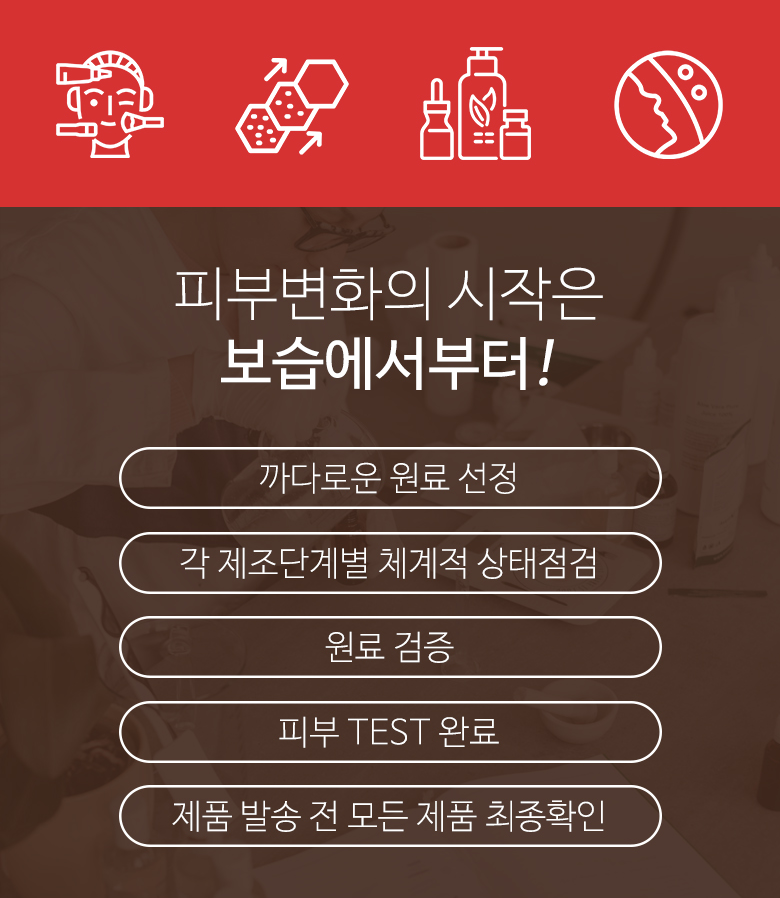 피부변화의 시작은
보습에서부터!
까다로운 원료 선정
각 제조단계별 체계적 상태점검
원료 검증
피부 TEST 완료
제품 발송 전 모든 제품 최종확인